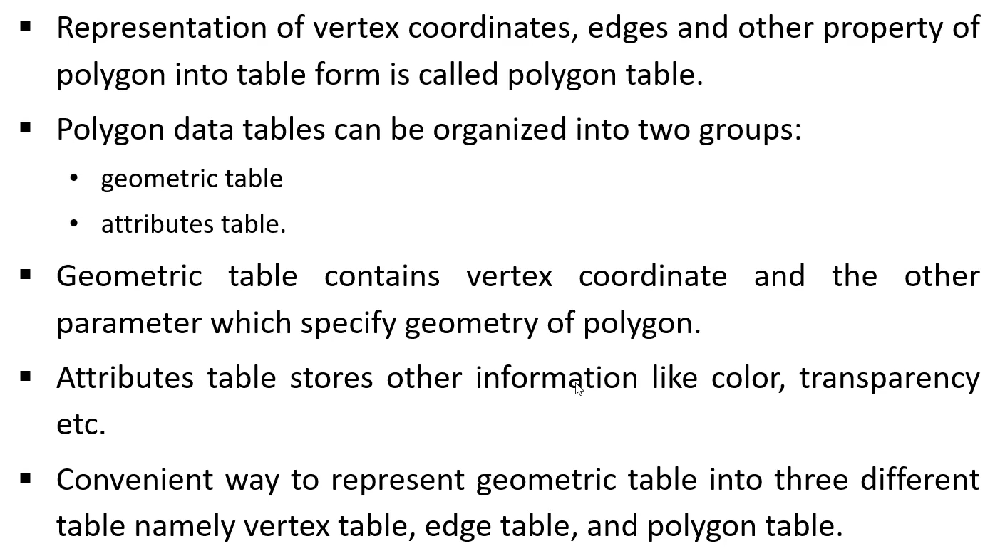 ▪ Representation of vertex coordinates, edges and other property of
polygon into table form is called polygon table.
▪ Polygon data tables can be organized into two groups:
• geometric table
• attributes table.
▪ Geometric table contains vertex coordinate and the other
parameter which specify geometry of polygon.
▪ Attributes table stores other information like color, transparency
etc.
▪ Convenient way to represent geometric table into three different
table namely vertex table, edge table, and polygon table.